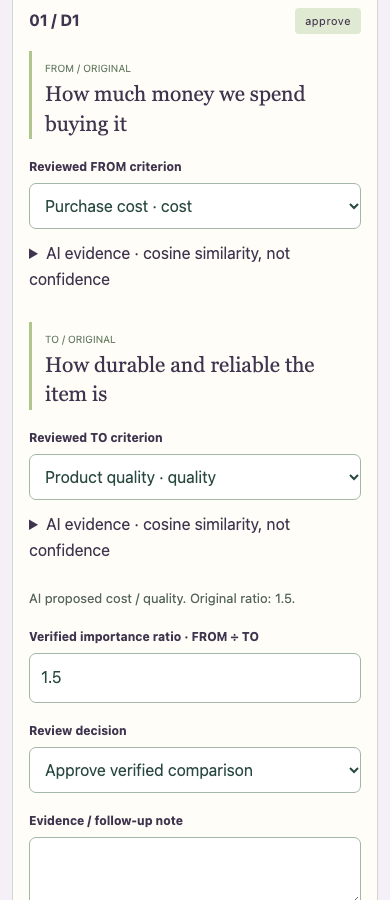 01 / D1
approve
FROM / ORIGINAL
How much money we spend
buying it
Reviewed FROM criterion
Purchase cost · cost
▶ AI evidence · cosine similarity, not
confidence
TO / ORIGINAL
How durable and reliable the
item is
Reviewed TO criterion
Product quality · quality
▶ AI evidence · cosine similarity, not
confidence
AI proposed cost / quality. Original ratio: 1.5.
Verified importance ratio · FROM ÷ TO
1.5
Review decision
Approve verified comparison
Evidence / follow-up note